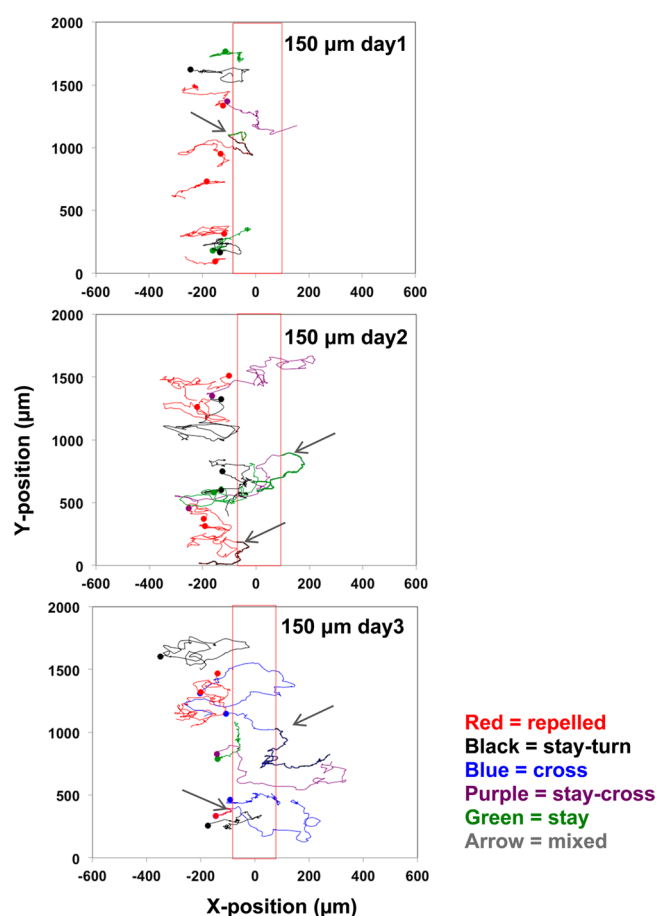 2000
150 µm day1
1500
1000
500
0
-600 -400 -200 0 200 400 600
2000
150 µm day2
1500
1000
500
0
-600 -400 -200 0 200 400 600
2000
150 µm day3
1500
1000
500
0
-600 -400 -200 0 200 400 600
Y-position (µm)
X-position (µm)
Red = repelled
Black = stay-turn
Blue = cross
Purple = stay-cross
Green = stay
Arrow = mixed